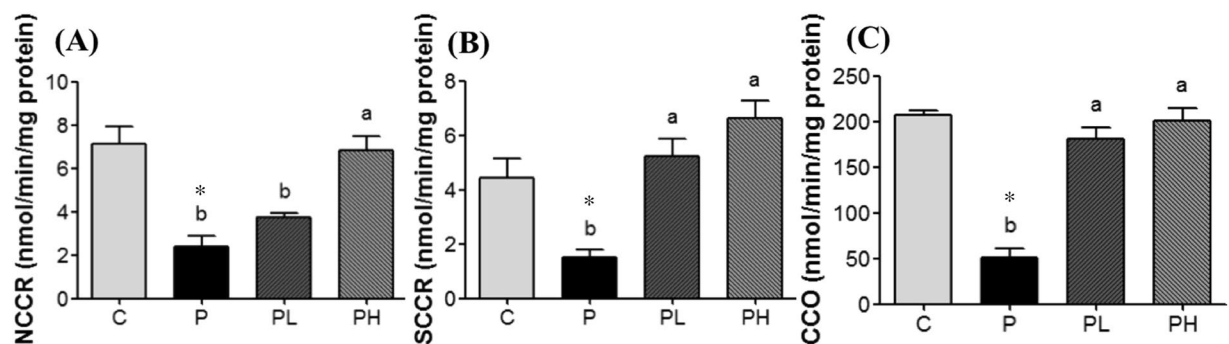 (A)
NCCR (nmol/min/mg protein)
10
8
6
4
2
0
*
b
b
a
C P PL PH
(B)
SCCR (nmol/min/mg protein)
8
6
4
2
0
*
b
a
a
C P PL PH
(C)
CCO (nmol/min/mg protein)
250
200
150
100
50
0
*
b
a
a
C P PL PH